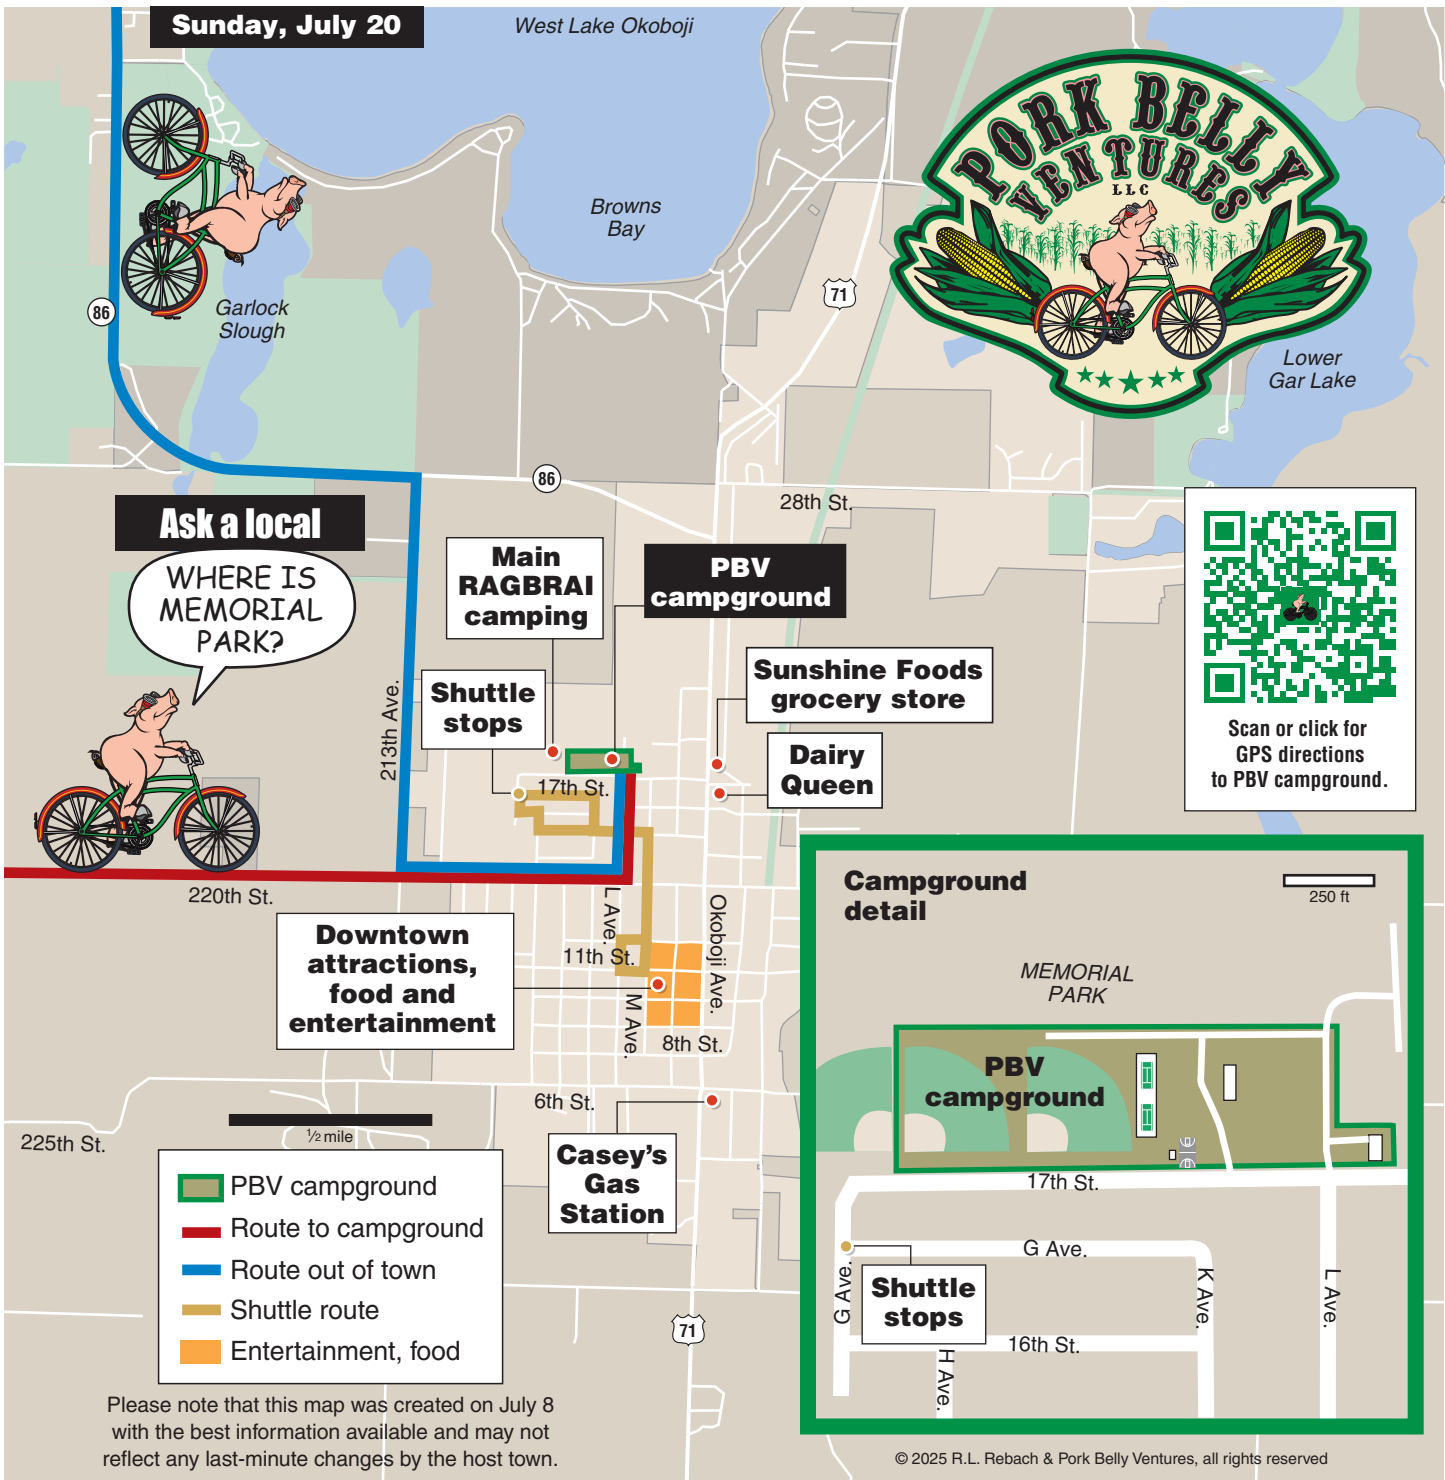 Sunday, July 20
West Lake Okoboji
PORK BELLY
VENTURES
LLC
Browns
Bay
71
86
Garlock
Slough
Lower
Gar Lake
86
28th St.
Ask a local
WHERE IS
MEMORIAL
PARK?
Main
RAGBRAI
camping
PBV
campground
Sunshine Foods
grocery store
Shuttle
stops
213th Ave.
Dairy
Queen
17th St.
Scan or click for
GPS directions
to PBV campground.
220th St.
L Ave.
Okoboji Ave.
Downtown
attractions,
food and
entertainment
11th St.
M Ave.
8th St.
6th St.
225th St.
½ mile
Casey's
Gas
Station
PBV campground
Route to campground
Route out of town
Shuttle route
Entertainment, food
71
Please note that this map was created on July 8
with the best information available and may not
reflect any last-minute changes by the host town.
Campground
detail
250 ft
MEMORIAL
PARK
PBV
campground
17th St.
G Ave.
G Ave.
Shuttle
stops
K Ave.
L Ave.
16th St.
H Ave.
© 2025 R.L. Rebach & Pork Belly Ventures, all rights reserved